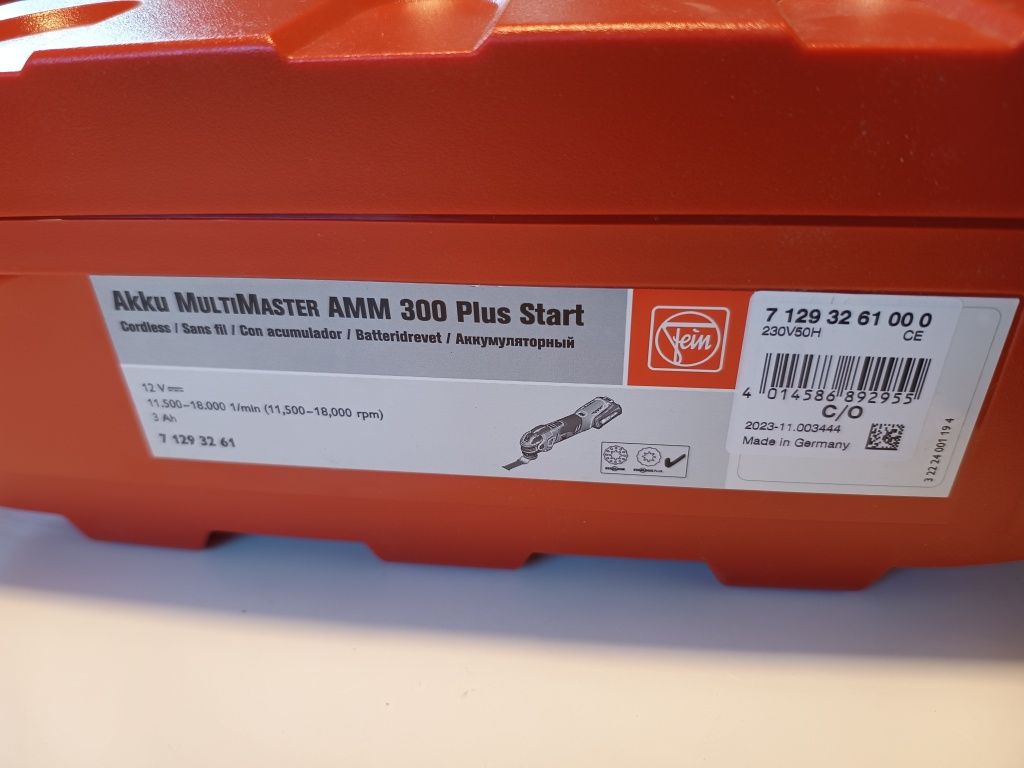 Akku MULTIMASTER AMM 300 Plus Start
Cordless / Sans fil / Con acumulador / Batteridrevet / Аккумуляторный
12 V
11.500–18.000 1/min (11,500–18,000 rpm)
3 Ah
7 129 32 61
Fein
7 129 32 61 00 0
230V50H CE
4 014586 892955
C/O
2023-11.003444
Made in Germany
3 22 24 001 19 4